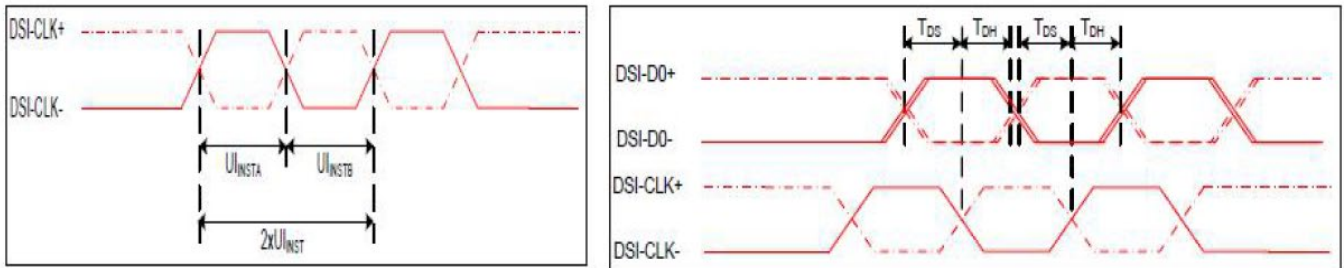 DSI-CLK+
DSI-CLK-
UIINSTA
UIINSTB
2xUIINST
TDS
TDH
TDS
TDH
DSI-D0+
DSI-D0-
DSI-CLK+
DSI-CLK-